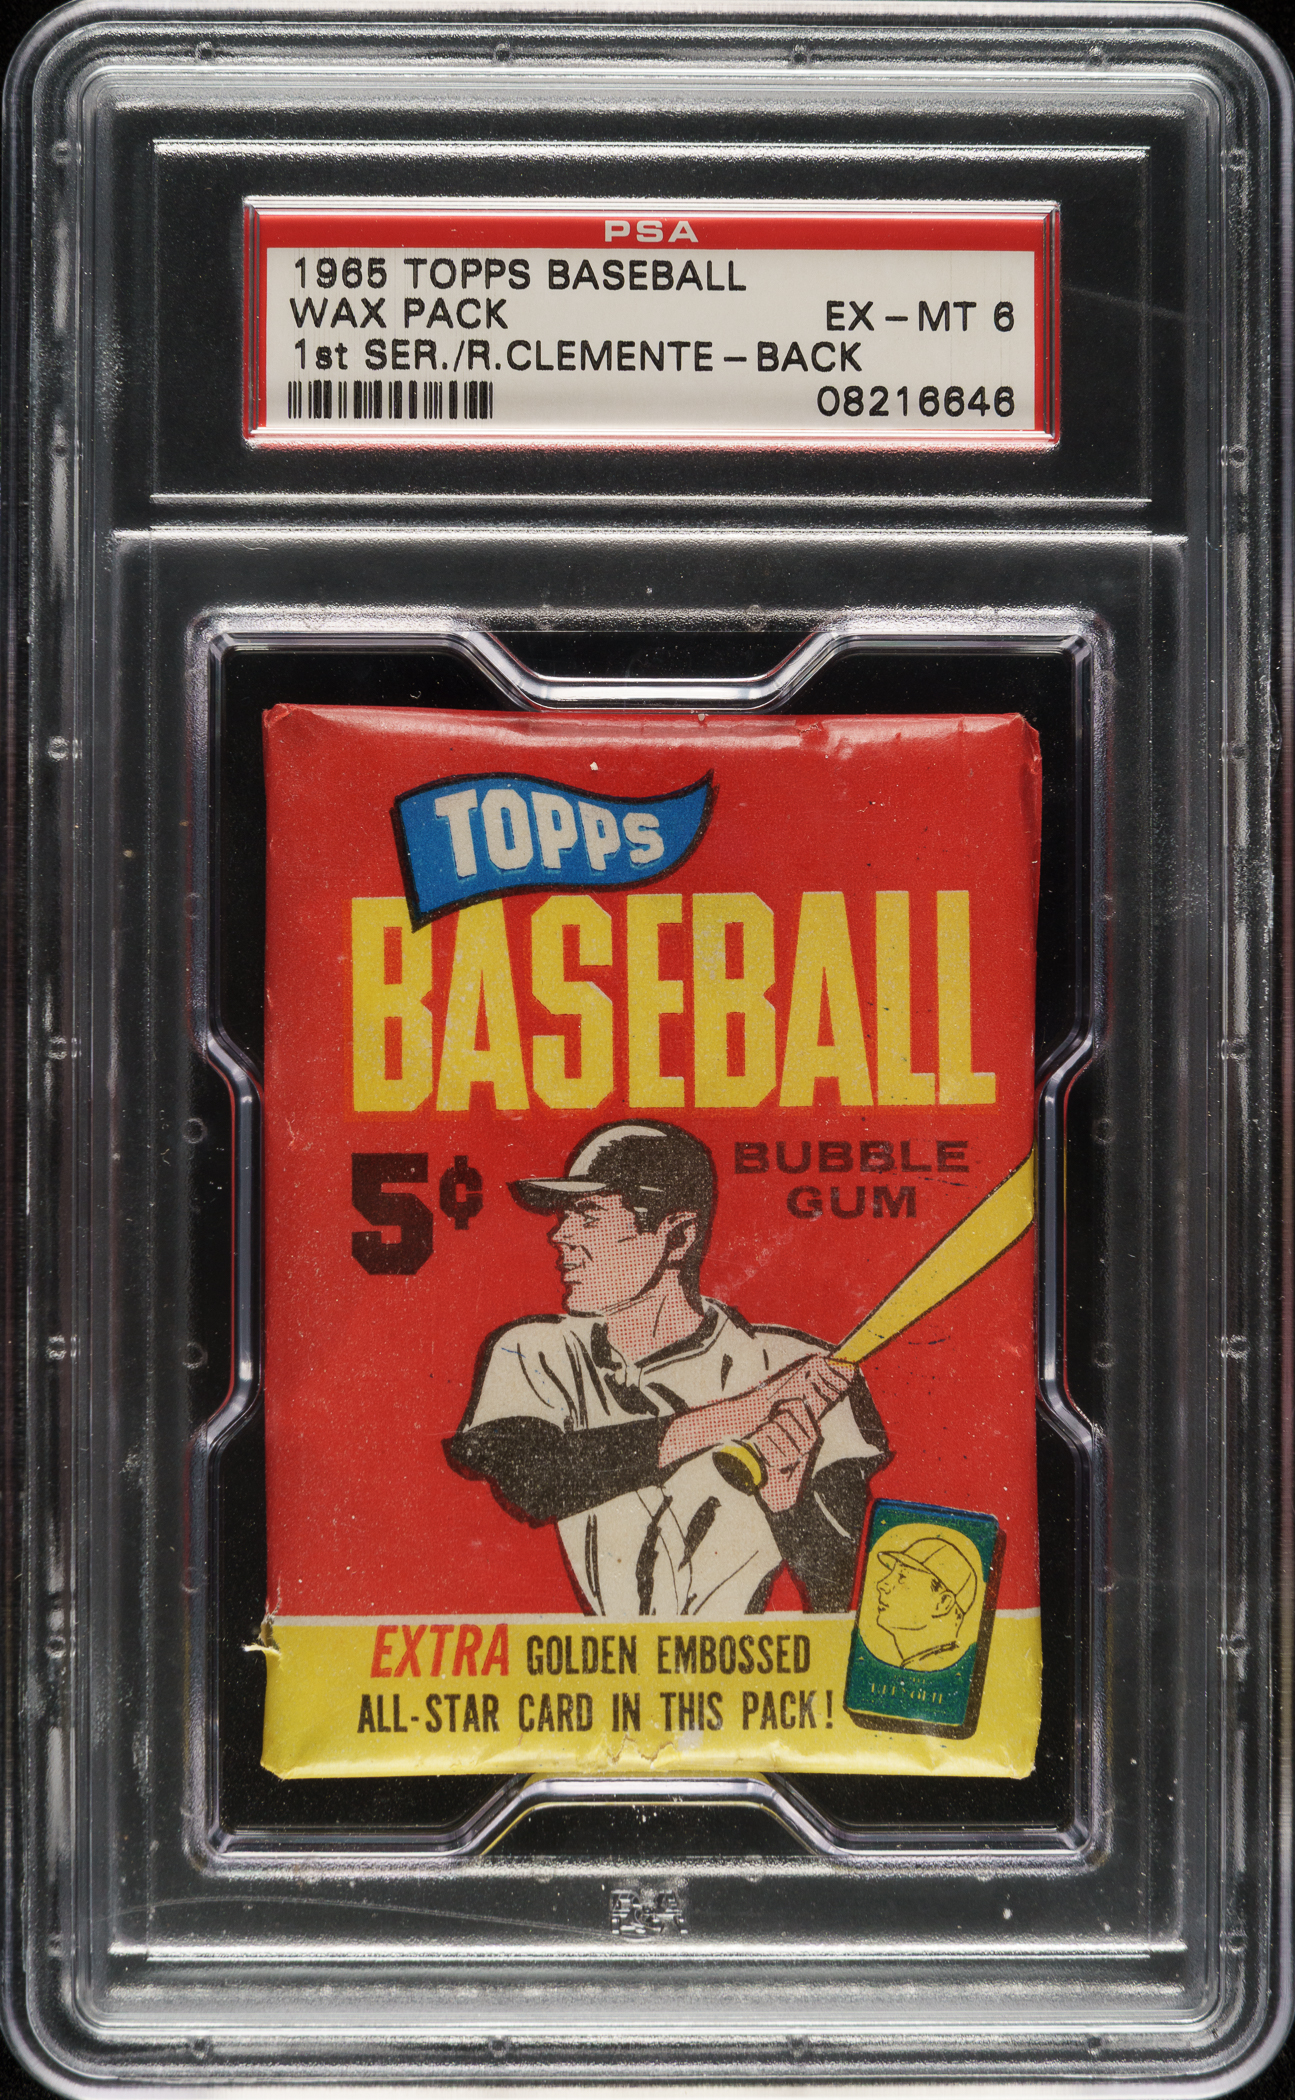 PSA
1965 TOPPS BASEBALL
WAX PACK EX-MT 6
1st SER./R.CLEMENTE-BACK
08216646
TOPPS
BASEBALL
5¢
BUBBLE
GUM
EXTRA GOLDEN EMBOSSED
ALL-STAR CARD IN THIS PACK!
PSA